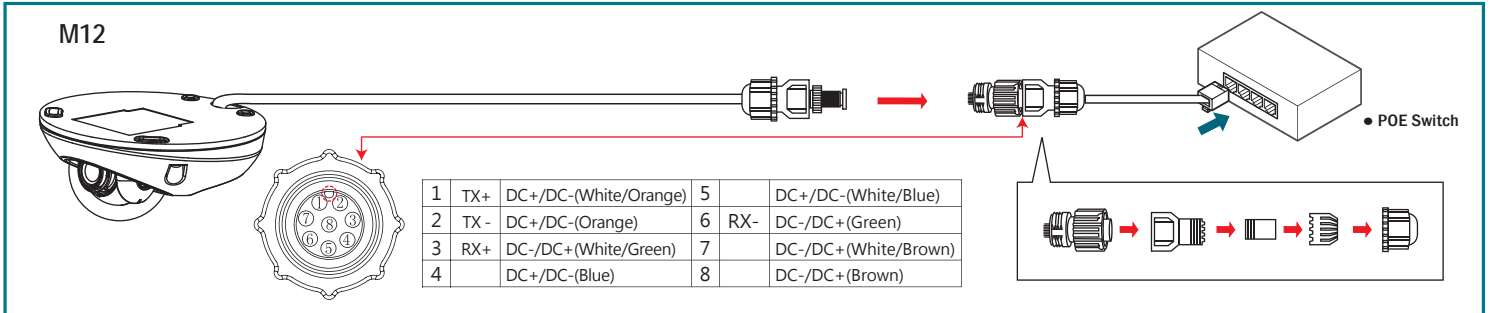 M12
● POE Switch
1 TX+ DC+/DC-(White/Orange) 5 DC+/DC-(White/Blue)
2 TX - DC+/DC-(Orange) 6 RX- DC-/DC+(Green)
3 RX+ DC-/DC+(White/Green) 7 DC-/DC+(White/Brown)
4 DC+/DC-(Blue) 8 DC-/DC+(Brown)
1 2
7 8 3
6 5 4